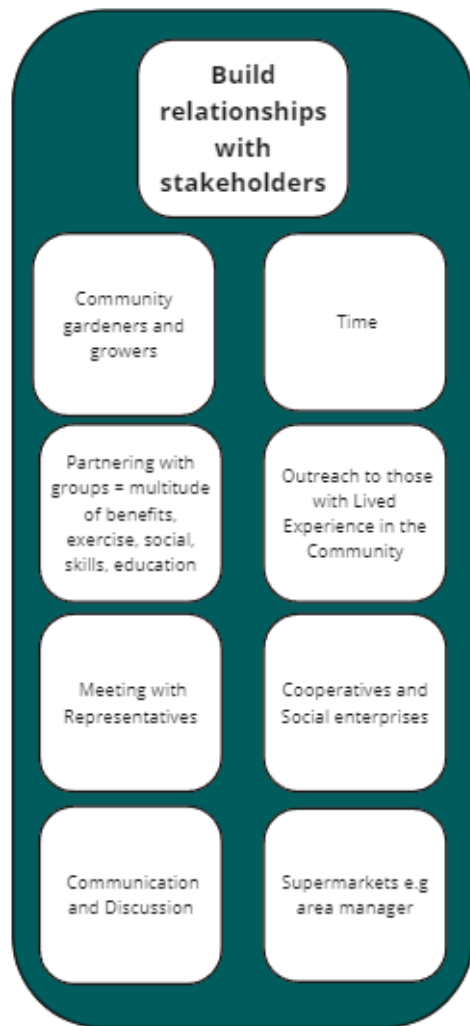 Build
relationships
with
stakeholders
Community
gardeners and
growers
Time
Partnering with
groups = multitude
of benefits,
exercise, social,
skills, education
Outreach to those
with Lived
Experience in the
Community
Meeting with
Representatives
Cooperatives and
Social enterprises
Communication
and Discussion
Supermarkets e.g
area manager